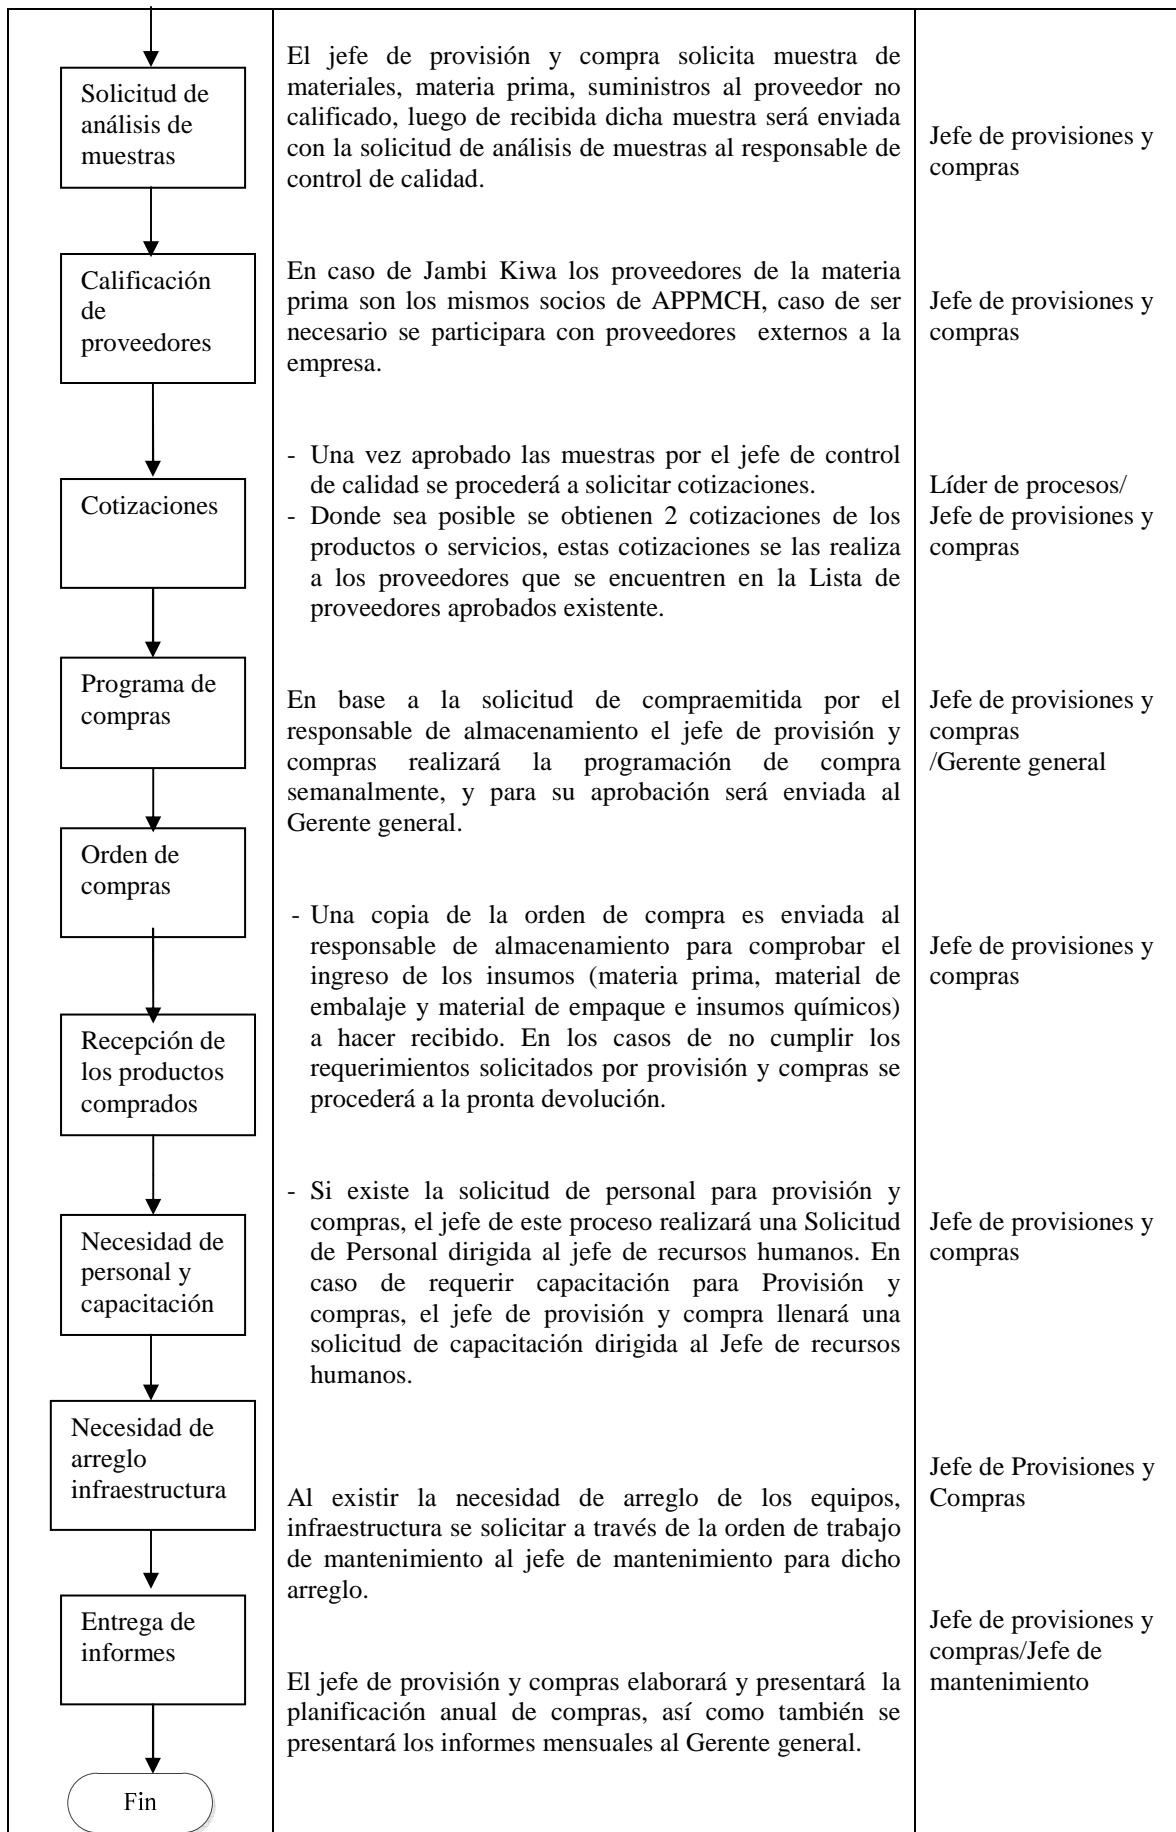 Solicitud de
análisis de
muestras
El jefe de provisión y compra solicita muestra de
materiales, materia prima, suministros al proveedor no
calificado, luego de recibida dicha muestra será enviada
con la solicitud de análisis de muestras al responsable de
control de calidad.
Jefe de provisiones y
compras
Calificación
de
proveedores
En caso de Jambi Kiwa los proveedores de la materia
prima son los mismos socios de APPMCH, caso de ser
necesario se participara con proveedores externos a la
empresa.
Jefe de provisiones y
compras
Cotizaciones
- Una vez aprobado las muestras por el jefe de control
de calidad se procederá a solicitar cotizaciones.
- Donde sea posible se obtienen 2 cotizaciones de los
productos o servicios, estas cotizaciones se las realiza
a los proveedores que se encuentren en la Lista de
proveedores aprobados existente.
Líder de procesos/
Jefe de provisiones y
compras
Programa de
compras
En base a la solicitud de compraemitida por el
responsable de almacenamiento el jefe de provisión y
compras realizará la programación de compra
semanalmente, y para su aprobación será enviada al
Gerente general.
Jefe de provisiones y
compras
/Gerente general
Orden de
compras
- Una copia de la orden de compra es enviada al
responsable de almacenamiento para comprobar el
ingreso de los insumos (materia prima, material de
embalaje y material de empaque e insumos químicos)
a hacer recibido. En los casos de no cumplir los
requerimientos solicitados por provisión y compras se
procederá a la pronta devolución.
Jefe de provisiones y
compras
Recepción de
los productos
comprados
Necesidad de
personal y
capacitación
- Si existe la solicitud de personal para provisión y
compras, el jefe de este proceso realizará una Solicitud
de Personal dirigida al jefe de recursos humanos. En
caso de requerir capacitación para Provisión y
compras, el jefe de provisión y compra llenará una
solicitud de capacitación dirigida al Jefe de recursos
humanos.
Jefe de provisiones y
compras
Necesidad de
arreglo
infraestructura
Al existir la necesidad de arreglo de los equipos,
infraestructura se solicitar a través de la orden de trabajo
de mantenimiento al jefe de mantenimiento para dicho
arreglo.
Jefe de Provisiones y
Compras
Entrega de
informes
El jefe de provisión y compras elaborará y presentará la
planificación anual de compras, así como también se
presentará los informes mensuales al Gerente general.
Jefe de provisiones y
compras/Jefe de
mantenimiento
Fin